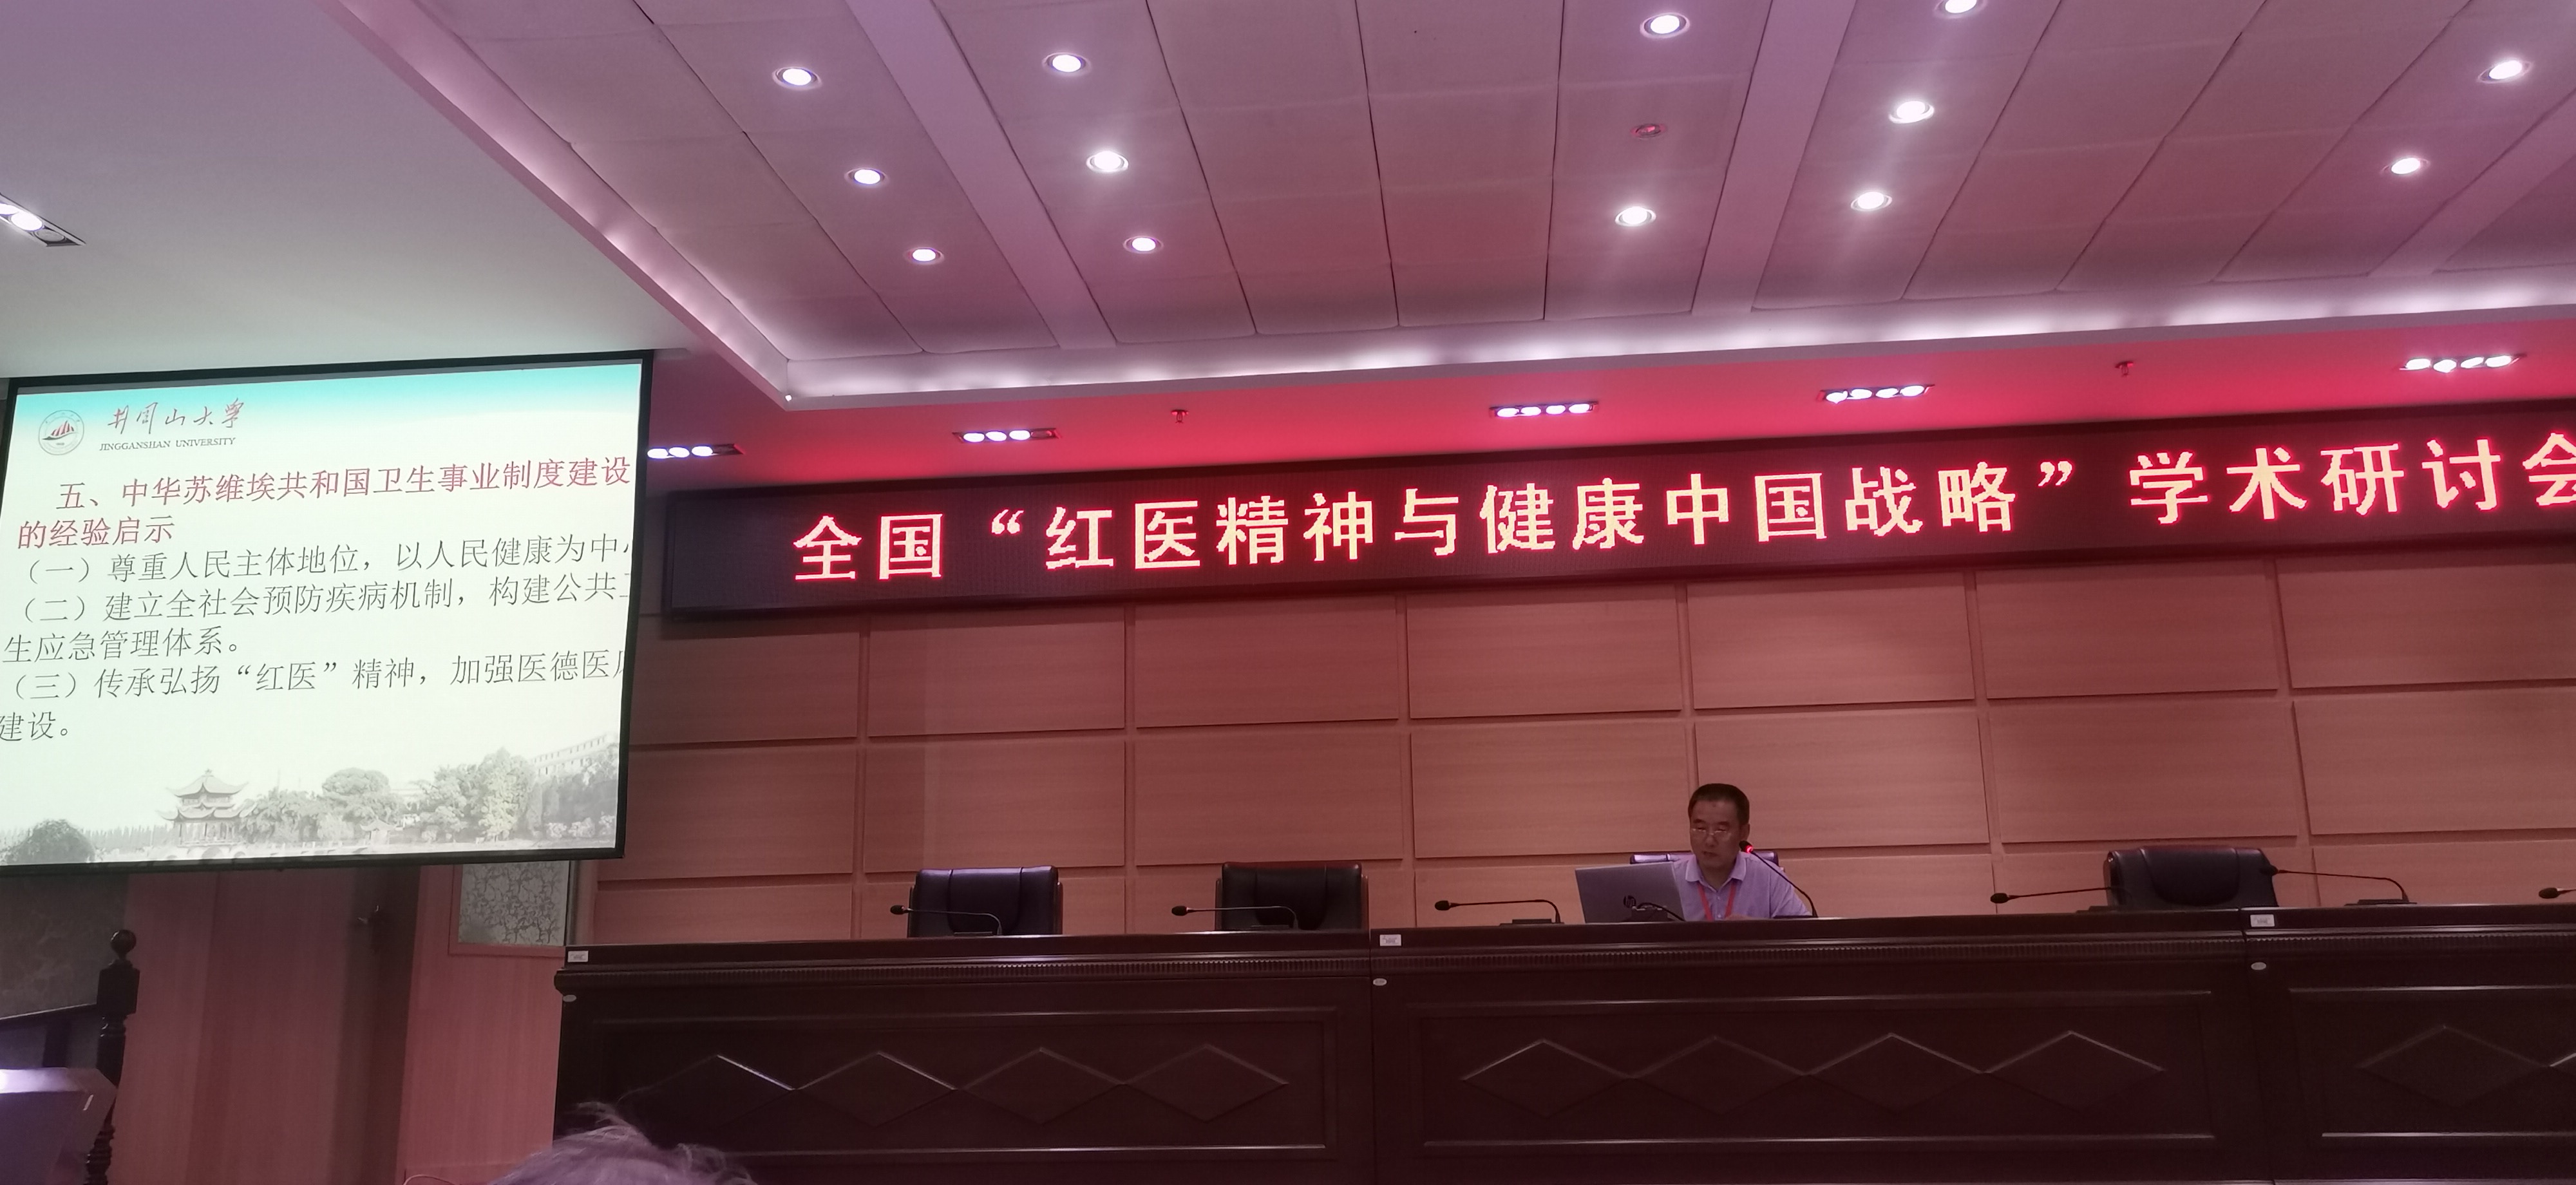 井冈山大学
JINGGANSHAN UNIVERSITY
五、中华苏维埃共和国卫生事业制度建设
的经验启示
（一）尊重人民主体地位，以人民健康为中
（二）建立全社会预防疾病机制，构建公共
生应急管理体系。
（三）传承弘扬“红医”精神，加强医德医
建设。
全国“红医精神与健康中国战略”学术研讨会
hp